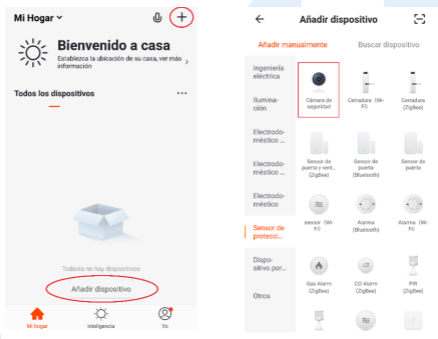 Mi Hogar
Bienvenido a casa
Establezca la ubicación de su casa, ver más
información
Todos los dispositivos
Todavía no hay dispositivos
Añadir dispositivo
Mi hogar
Inteligencia
Yo
Añadir dispositivo
Añadir manualmente
Buscar dispositivo
Ingeniería
eléctrica
Ilumina-
ción
Electrodo-
méstico ...
Electrodo-
méstico ...
Electrodo-
méstico
Sensor de
protecci...
Dispo-
sitivo por...
Otros
Cámara de
seguridad
Cerradura (Wi-
Fi)
Cerradura
(ZigBee)
Sensor de
puerta y vent...
(ZigBee)
Sensor de
puerta
(Bluetooth)
Sensor de
puerta
sensor (Wi-
Fi)
Alarma
(Bluetooth)
Alarma (Wi-
Fi)
Gas Alarm
(ZigBee)
CO Alarm
(ZigBee)
PIR
(ZigBee)